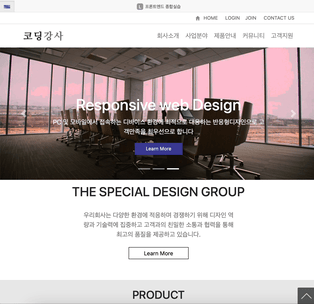 프론트엔드 종합실습
HOME LOGIN JOIN CONTACT US
코딩강사
회사소개 사업분야 제품안내 커뮤니티 고객지원
Responsive web.Design
PC 및 모바일에서 접속하는 디바이스 환경에 최적으로 대응하는 반응형디자인으로 고
객만족을 최우선으로 합니다
Learn More
THE SPECIAL DESIGN GROUP
우리회사는 다양한 환경에 적응하며 경쟁하기 위해 디자인 역
량과 기술력에 집중하고 고객과의 친밀한 소통과 협력을 통해
최고의 품질을 제공하고 있습니다.
Learn More
PRODUCT